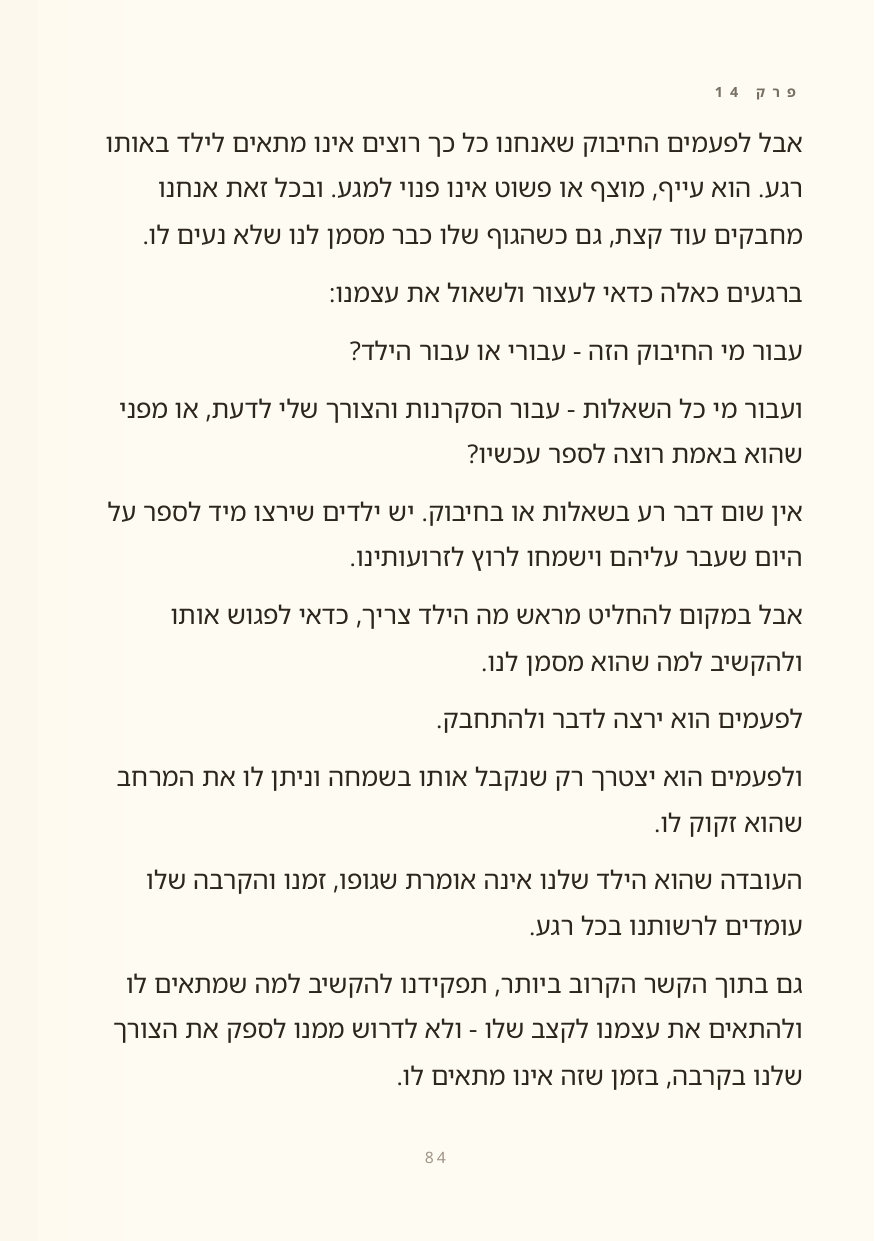 פרק 14
אבל לפעמים החיבוק שאנחנו כל כך רוצים אינו מתאים לילד באותו
רגע. הוא עייף, מוצף או פשוט אינו פנוי למגע. ובכל זאת אנחנו
מחבקים עוד קצת, גם כשהגוף שלו כבר מסמן לנו שלא נעים לו.
ברגעים כאלה כדאי לעצור ולשאול את עצמנו:
עבור מי החיבוק הזה - עבורי או עבור הילד?
ועבור מי כל השאלות - עבור הסקרנות והצורך שלי לדעת, או מפני
שהוא באמת רוצה לספר עכשיו?
אין שום דבר רע בשאלות או בחיבוק. יש ילדים שירצו מיד לספר על
היום שעבר עליהם וישמחו לרוץ לזרועותינו.
אבל במקום להחליט מראש מה הילד צריך, כדאי לפגוש אותו
ולהקשיב למה שהוא מסמן לנו.
לפעמים הוא ירצה לדבר ולהתחבק.
ולפעמים הוא יצטרך רק שנקבל אותו בשמחה וניתן לו את המרחב
שהוא זקוק לו.
העובדה שהוא הילד שלנו אינה אומרת שגופו, זמנו והקרבה שלו
עומדים לרשותנו בכל רגע.
גם בתוך הקשר הקרוב ביותר, תפקידנו להקשיב למה שמתאים לו
ולהתאים את עצמנו לקצב שלו - ולא לדרוש ממנו לספק את הצורך
שלנו בקרבה, בזמן שזה אינו מתאים לו.
84